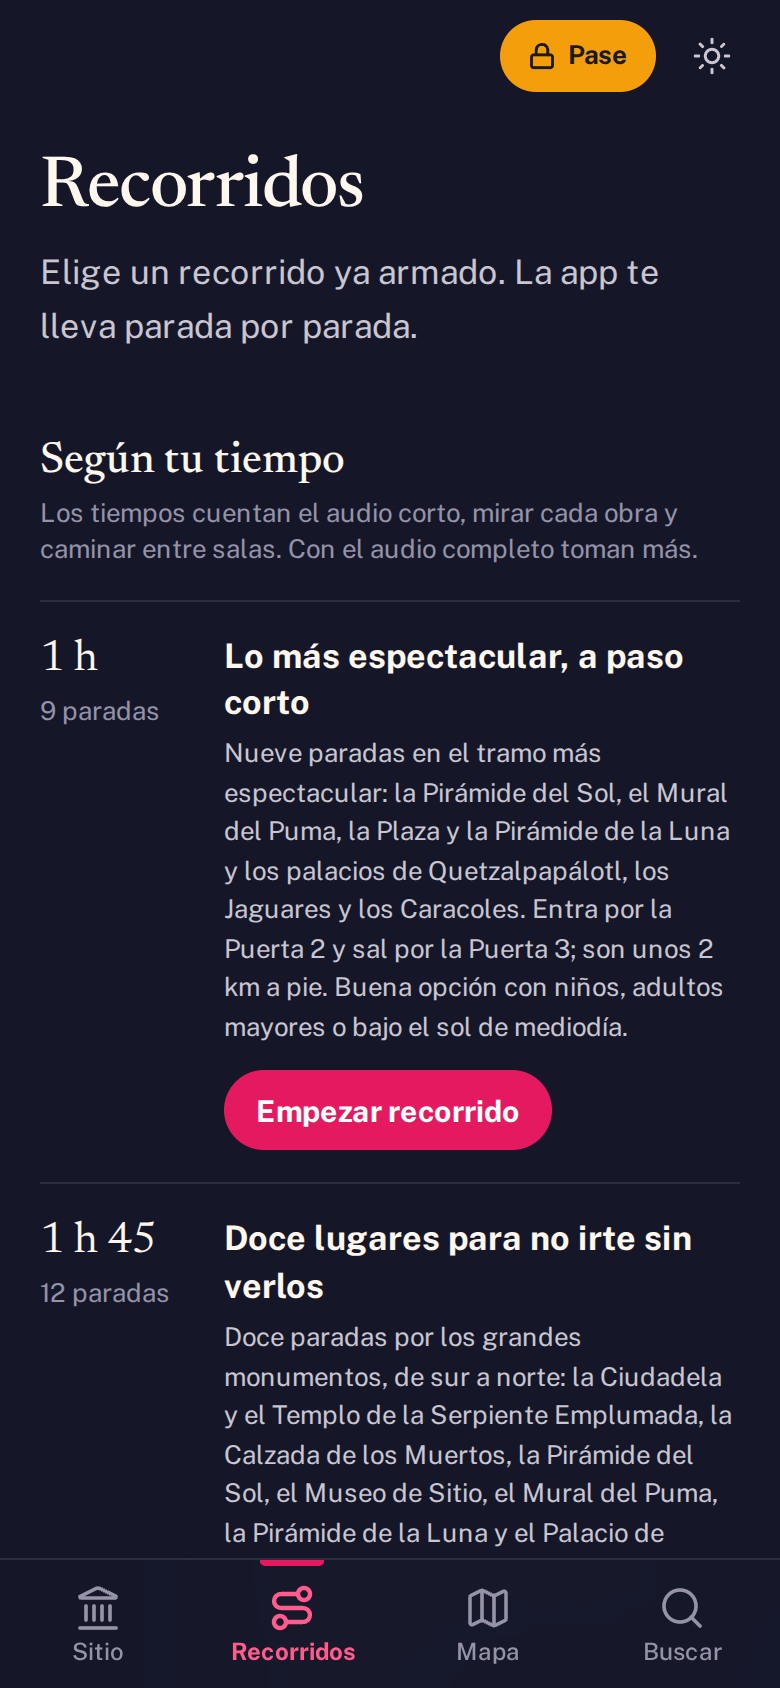 Pase
Recorridos
Elige un recorrido ya armado. La app te
lleva parada por parada.
Según tu tiempo
Los tiempos cuentan el audio corto, mirar cada obra y
caminar entre salas. Con el audio completo toman más.
1 h
9 paradas
Lo más espectacular, a paso
corto
Nueve paradas en el tramo más
espectacular: la Pirámide del Sol, el Mural
del Puma, la Plaza y la Pirámide de la Luna
y los palacios de Quetzalpapálotl, los
Jaguares y los Caracoles. Entra por la
Puerta 2 y sal por la Puerta 3; son unos 2
km a pie. Buena opción con niños, adultos
mayores o bajo el sol de mediodía.
Empezar recorrido
1 h 45
12 paradas
Doce lugares para no irte sin
verlos
Doce paradas por los grandes
monumentos, de sur a norte: la Ciudadela
y el Templo de la Serpiente Emplumada, la
Calzada de los Muertos, la Pirámide del
Sol, el Museo de Sitio, el Mural del Puma,
la Pirámide de la Luna y el Palacio de
Sitio
Recorridos
Mapa
Buscar